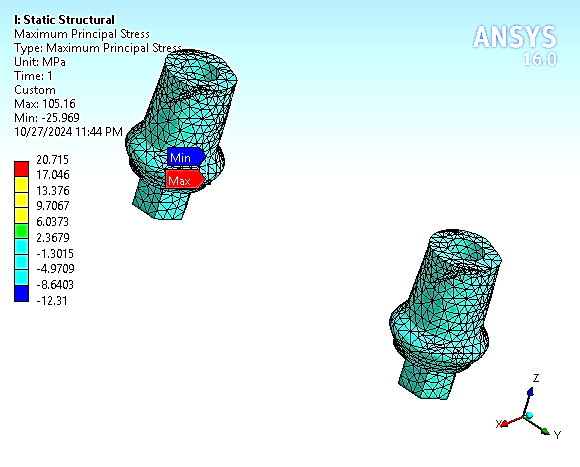 I: Static Structural
Maximum Principal Stress
Type: Maximum Principal Stress
Unit: MPa
Time: 1
Custom
Max: 105.16
Min: -25.969
10/27/2024 11:44 PM
ANSYS
16.0
20.715
17.046
13.376
9.7067
6.0373
2.3679
-1.3015
-4.9709
-8.6403
-12.31
Min
Max
Z
X
Y